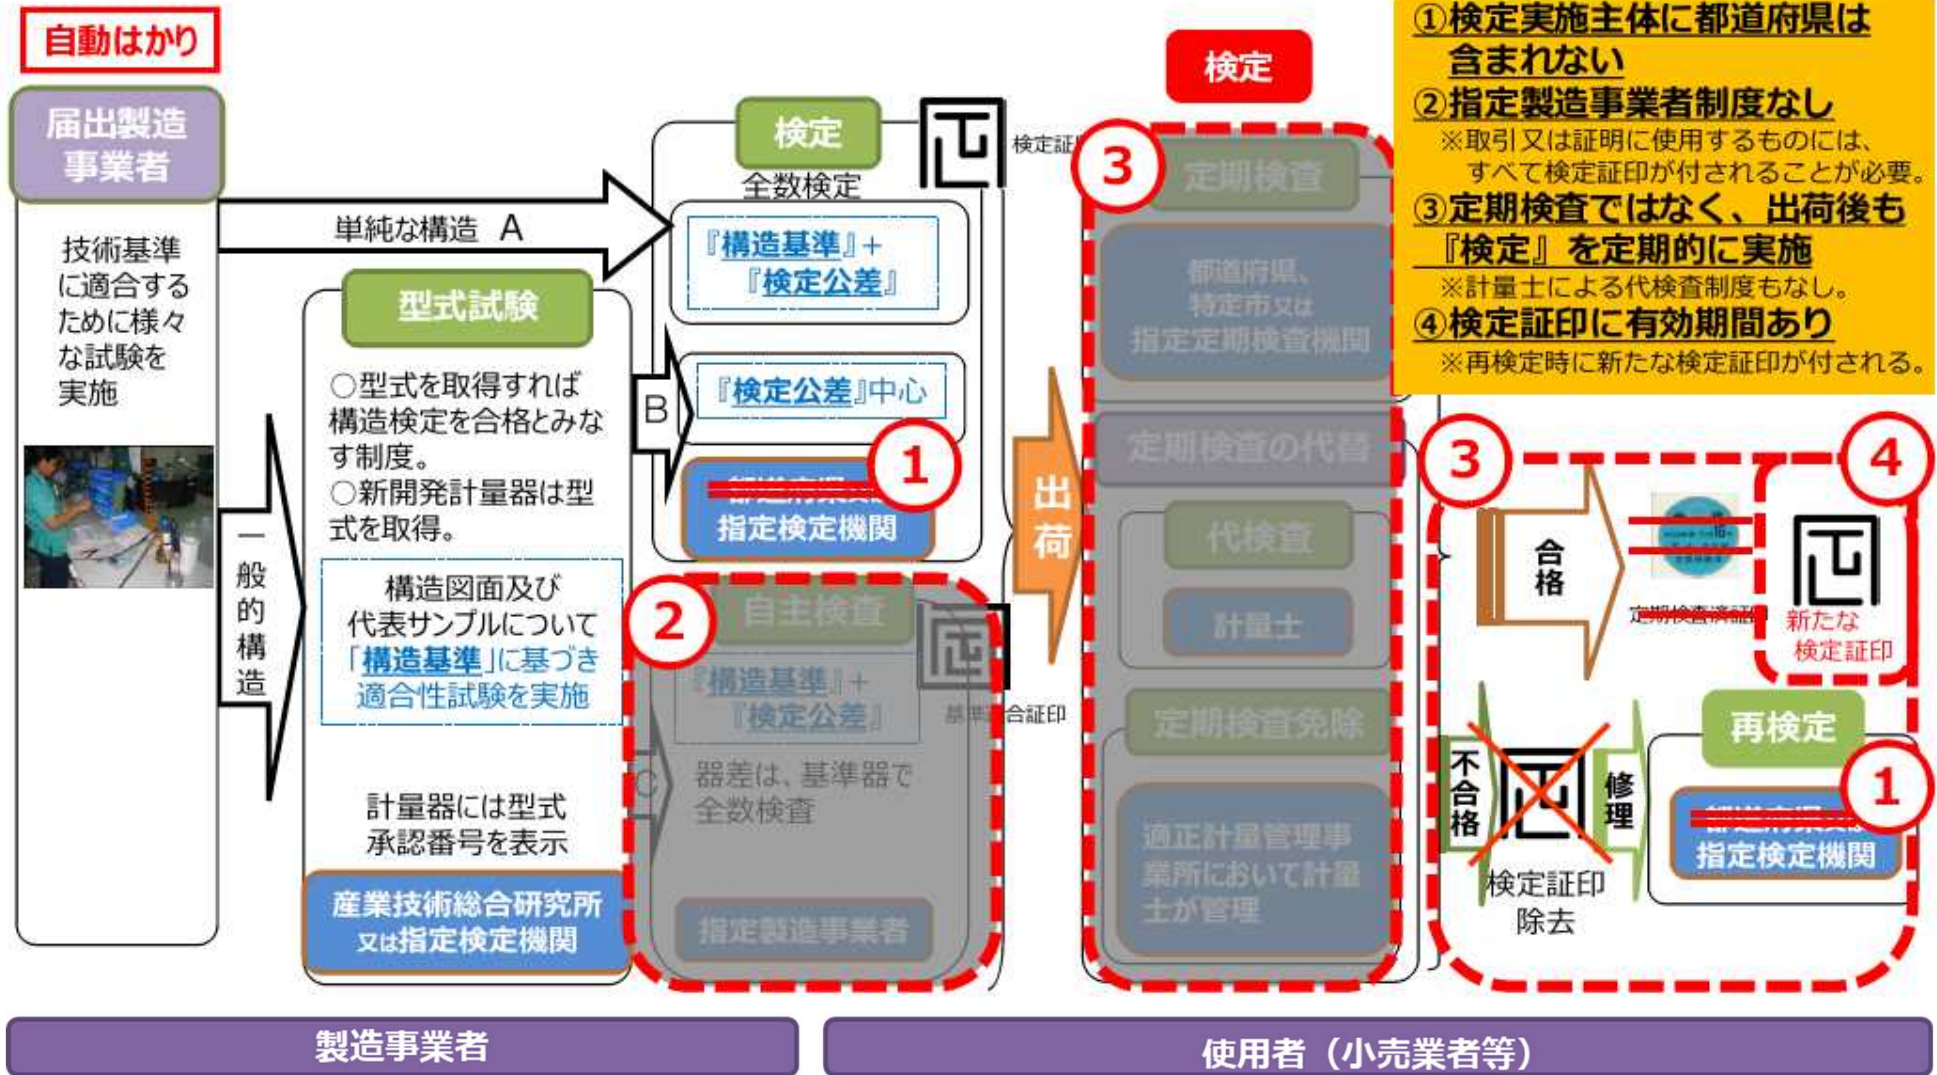 自動はかり
届出製造
事業者
技術基準
に適合する
ために様々
な試験を
実施
単純な構造 A
一般的構造
型式試験
○型式を取得すれば
構造検定を合格とみな
す制度。
○新開発計量器は型
式を取得。
構造図面及び
代表サンプルについて
「構造基準」に基づき
適合性試験を実施
計量器には型式
承認番号を表示
産業技術総合研究所
又は指定検定機関
B
検定
全数検定
検定証印
『構造基準』+
『検定公差』
『検定公差』中心
①
都道府県又は
指定検定機関
②
自主検査
『構造基準』+
『検定公差』
基準適合証印
C
器差は、基準器で
全数検査
指定製造事業者
出荷
検定
③
定期検査
都道府県、
特定市又は
指定定期検査機関
定期検査の代替
代検査
計量士
定期検査免除
適正計量管理事
業所において計量
士が管理
①検定実施主体に都道府県は
含まれない
②指定製造事業者制度なし
※取引又は証明に使用するものには、
すべて検定証印が付されることが必要。
③定期検査ではなく、出荷後も
『検定』を定期的に実施
※計量士による代検査制度もなし。
④検定証印に有効期間あり
※再検定時に新たな検定証印が付される。
③
合格
定期検査済証印
④
新たな
検定証印
不合格
検定証印
除去
修理
再検定
①
都道府県又は
指定検定機関
製造事業者
使用者（小売業者等）